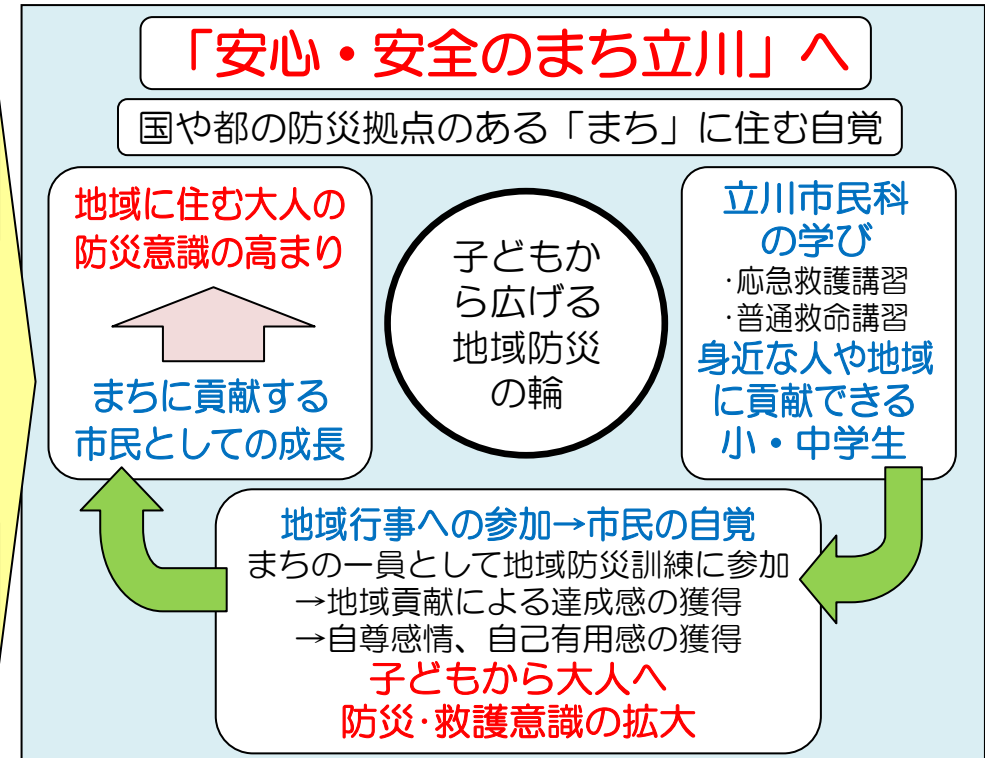 「安心・安全のまち立川」へ
国や都の防災拠点のある「まち」に住む自覚
地域に住む大人の
防災意識の高まり
まちに貢献する
市民としての成長
子どもか
ら広げる
地域防災
の輪
立川市民科
の学び
･応急救護講習
･普通救命講習
身近な人や地域
に貢献できる
小・中学生
地域行事への参加→市民の自覚
まちの一員として地域防災訓練に参加
→地域貢献による達成感の獲得
→自尊感情、自己有用感の獲得
子どもから大人へ
防災･救護意識の拡大